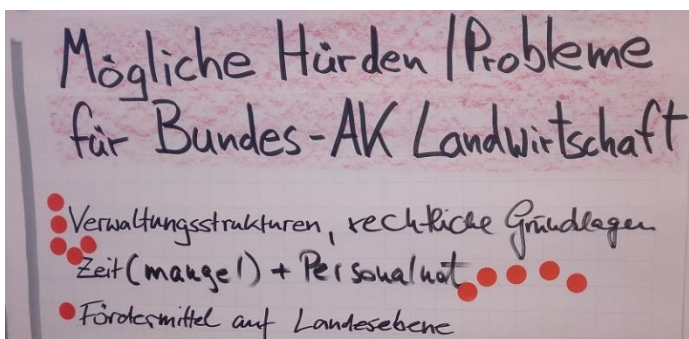 Mögliche Hürden / Probleme
für Bundes-AK Landwirtschaft
Verwaltungsstrukturen, rechtliche Grundlagen
Zeit(mangel) + Personalnot
Fördermittel auf Landesebene